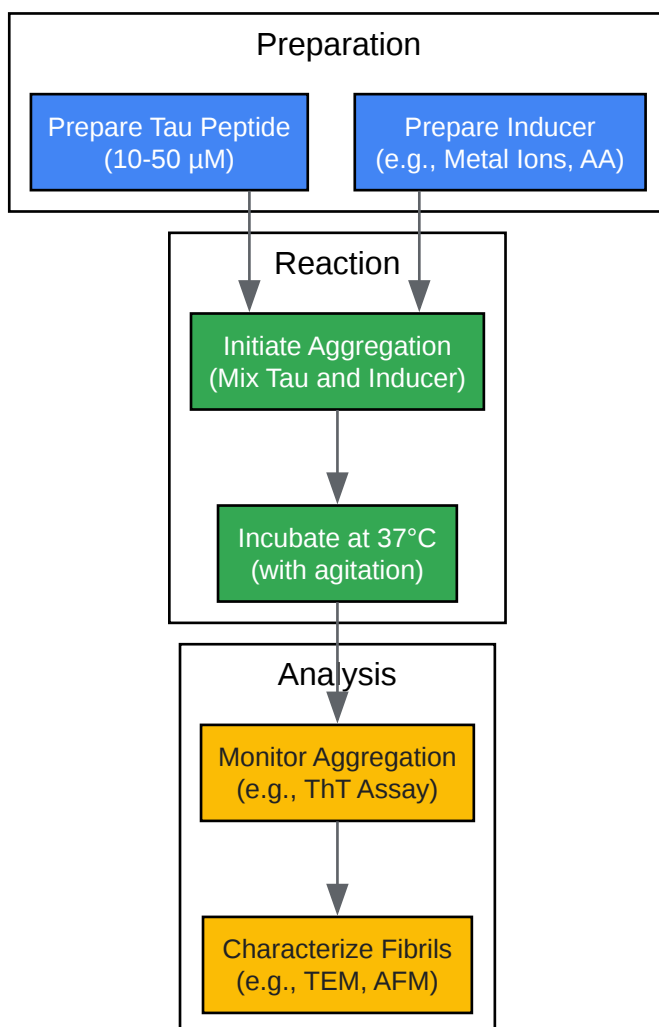 Preparation
Prepare Tau Peptide
(10-50 µM)
Prepare Inducer
(e.g., Metal Ions, AA)
Reaction
Initiate Aggregation
(Mix Tau and Inducer)
Incubate at 37°C
(with agitation)
Analysis
Monitor Aggregation
(e.g., ThT Assay)
Characterize Fibrils
(e.g., TEM, AFM)